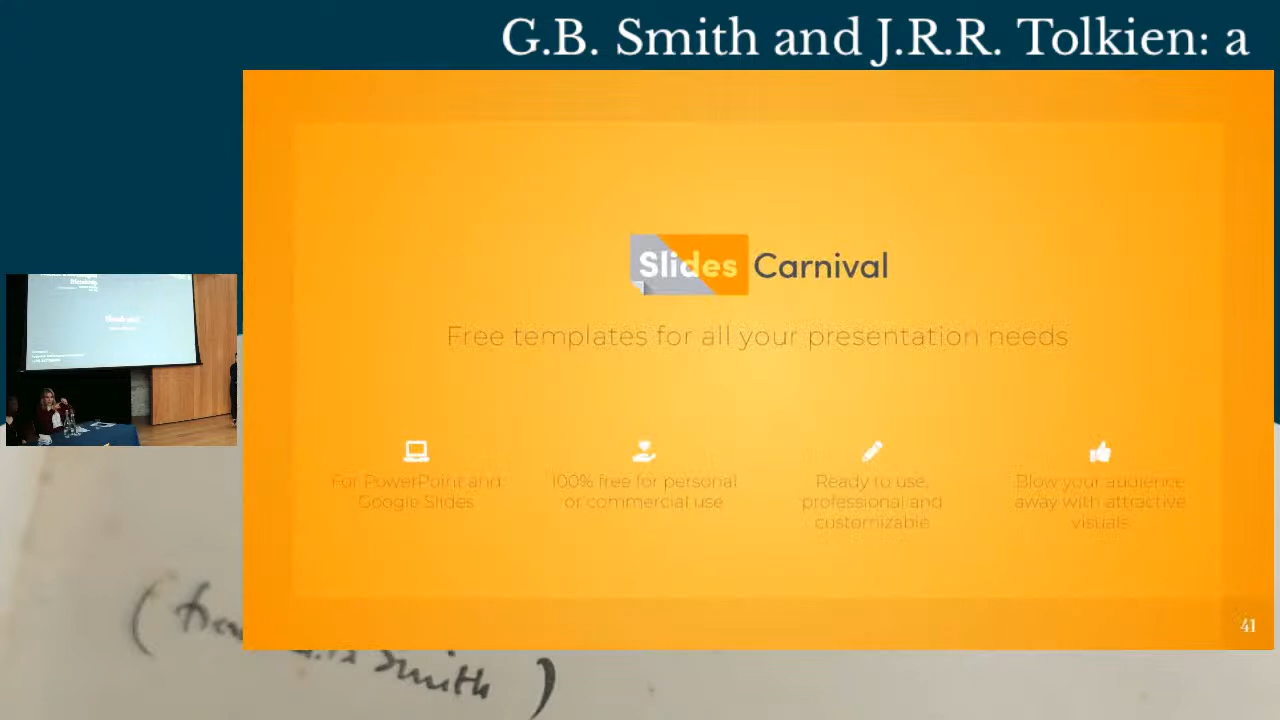 G.B. Smith and J.R.R. Tolkien: a
Slides Carnival
Free templates for all your presentation needs
For PowerPoint and
Google Slides
100% free for personal
or commercial use
Ready to use,
professional and
customizable
Blow your audience
away with attractive
visuals
41
Smith )